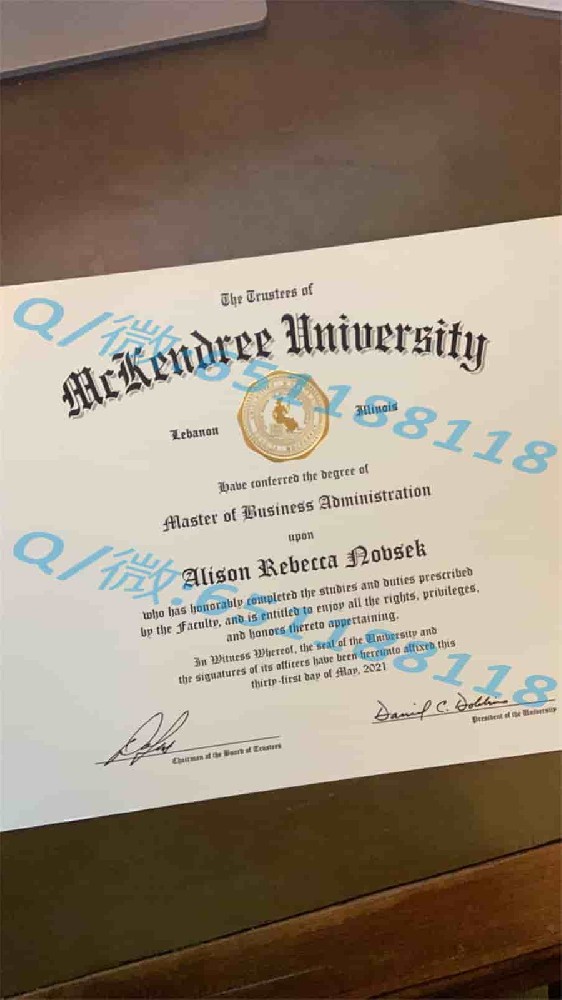 The Trustees of
McKendree University
Lebanon
Illinois
Have conferred the degree of
Master of Business Administration
upon
Alison Rebecca Novsek
who has honorably completed the studies and duties prescribed
by the Faculty, and is entitled to enjoy all the rights, privileges,
and honors thereto appertaining.
In Witness Whereof, the seal of the University and
the signatures of its officers have been hereunto affixed this
thirty-first day of May, 2021
Daniel C. Dobbins
Chairman of the Board of Trustees
President of the University
Q/微:651188118
Q/微:651188118